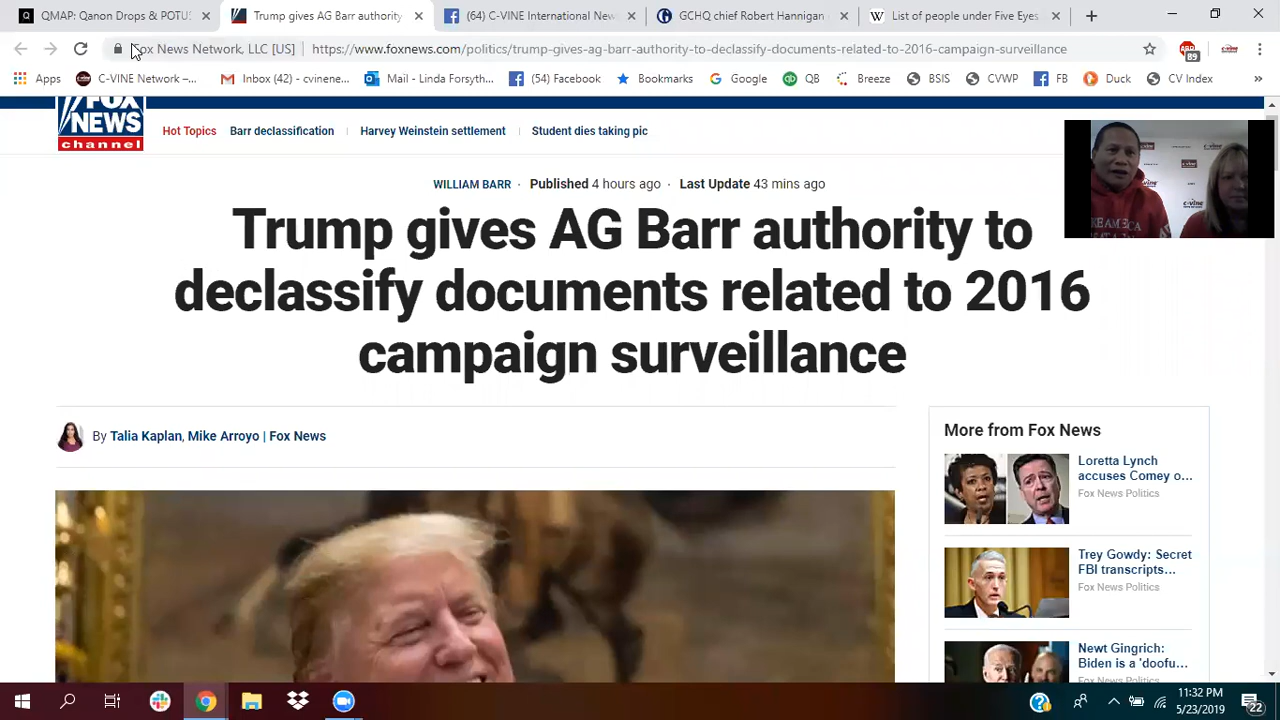 QMAP: Qanon Drops & POTU
Trump gives AG Barr authority
(64) C-VINE International New
GCHQ chief Robert Hannigan
List of people under Five Eyes
Fox News Network, LLC [US]
https://www.foxnews.com/politics/trump-gives-ag-barr-authority-to-declassify-documents-related-to-2016-campaign-surveillance
89
Apps
C-VINE Network –...
Inbox (42) - cvinene...
Mail - Linda Forsyth...
(54) Facebook
Bookmarks
Google
QB
Breeze
BSIS
CVWP
FB
Duck
CV Index
FOX
NEWS
channel
Hot Topics
Barr declassification
Harvey Weinstein settlement
Student dies taking pic
WILLIAM BARR · Published 4 hours ago · Last Update 43 mins ago
Trump gives AG Barr authority to
declassify documents related to 2016
campaign surveillance
By Talia Kaplan, Mike Arroyo | Fox News
More from Fox News
Loretta Lynch
accuses Comey o...
Fox News Politics
Trey Gowdy: Secret
FBI transcripts...
Fox News Politics
Newt Gingrich:
Biden is a 'doofu...
Fox News Politics
11:32 PM
5/23/2019
22